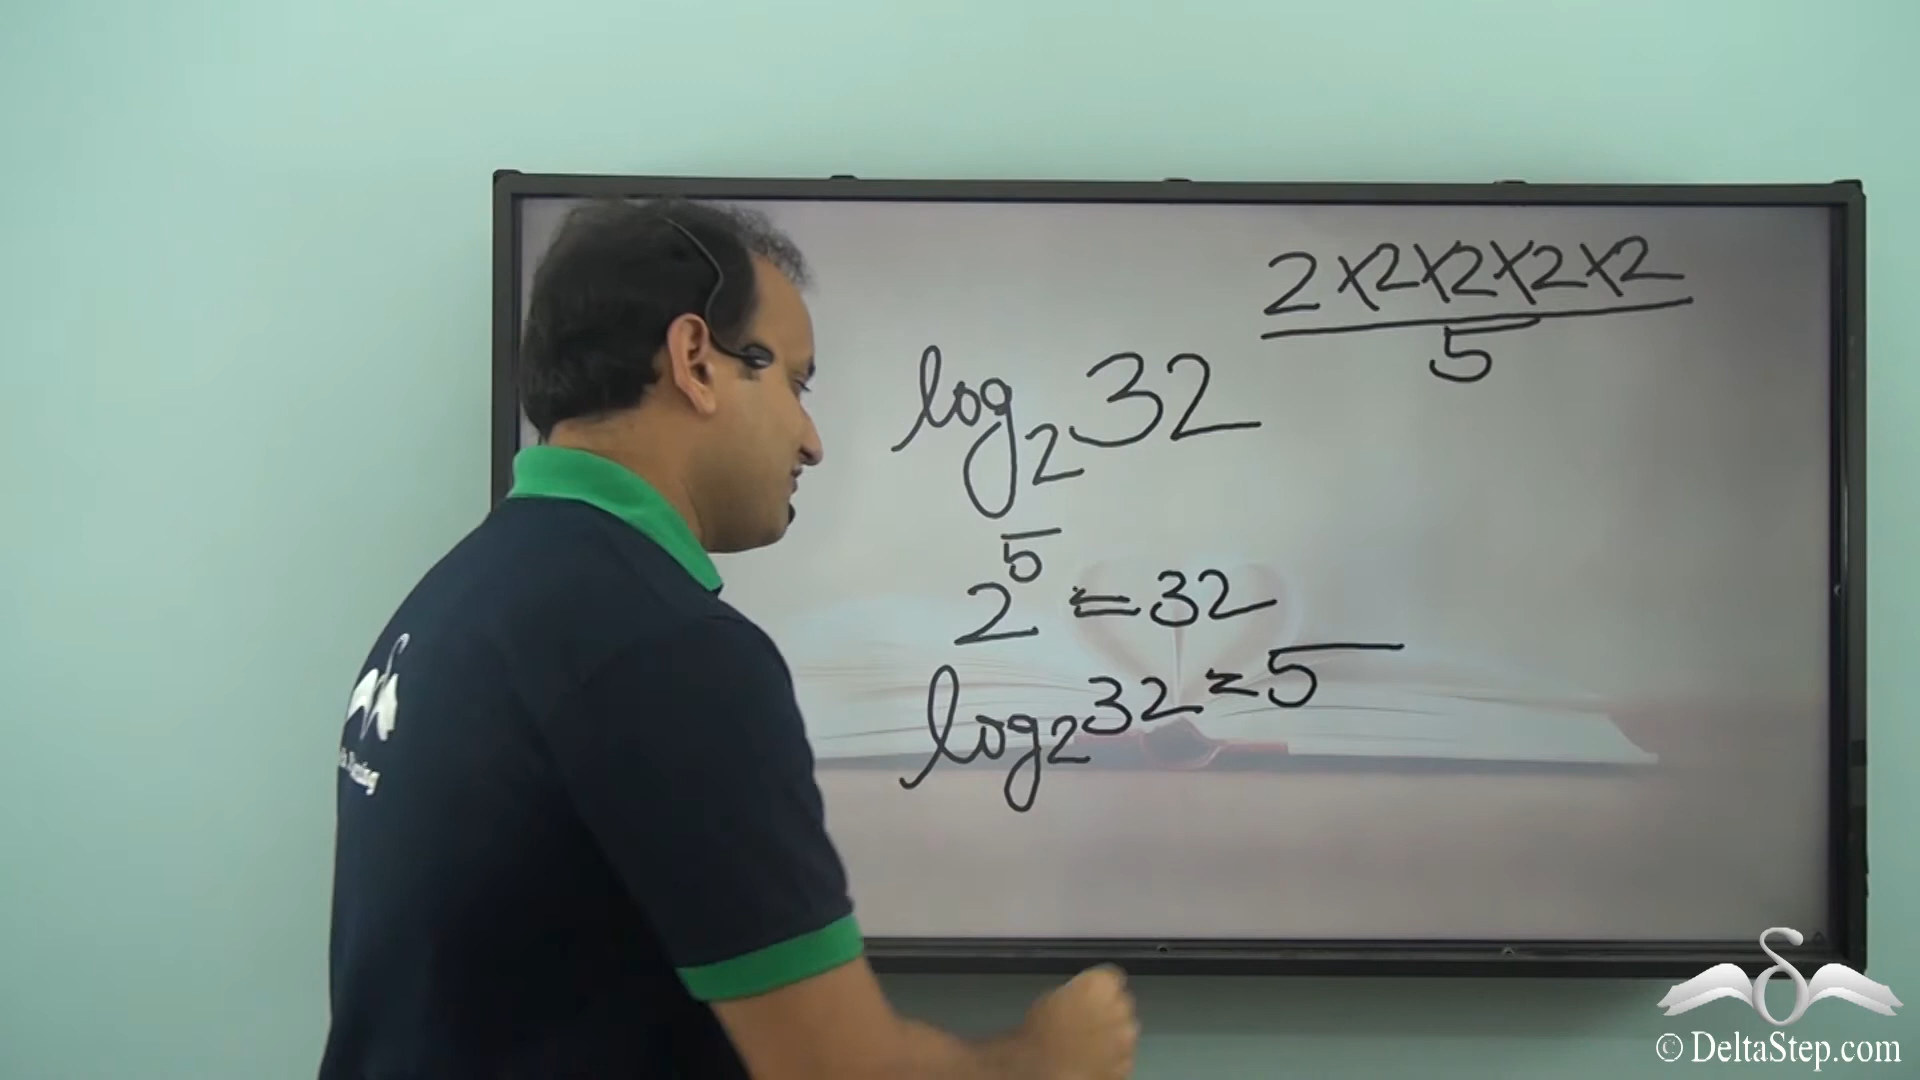 2×2×2×2×2
5
log₂32
2⁵ = 32
log₂32 = 5
© DeltaStep.com